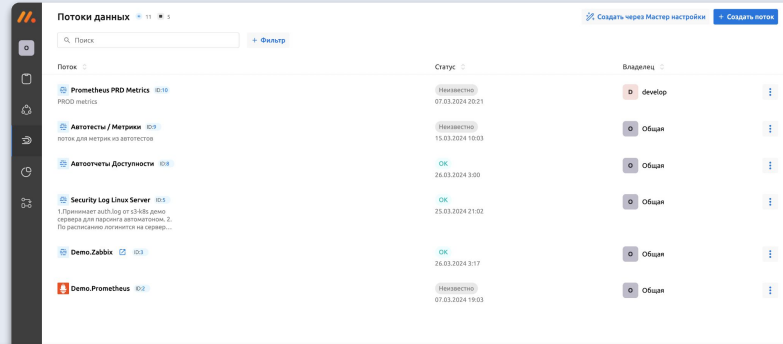 Потоки данных 11 3
Создать через Мастер настройки
+ Создать поток
Поиск
+ Фильтр
Поток Статус Владелец
Prometheus PRD Metrics ID:10 Неизвестно D develop
PROD metrics 07.03.2024 20:21
Автотесты / Метрики ID:9 Неизвестно О Общая
поток для метрик из автотестов 15.03.2024 10:03
Автоотчеты Доступности ID:8 OK О Общая
26.03.2024 3:00
Security Log Linux Server ID:5 OK О Общая
1.Принимает auth.log от s3-k8s демо 25.03.2024 21:02
сервера для парсинга автоматоном. 2.
По расписанию логинится на сервер...
Demo.Zabbix ID:3 OK О Общая
26.03.2024 3:17
Demo.Prometheus ID:2 Неизвестно О Общая
07.03.2024 19:03
О